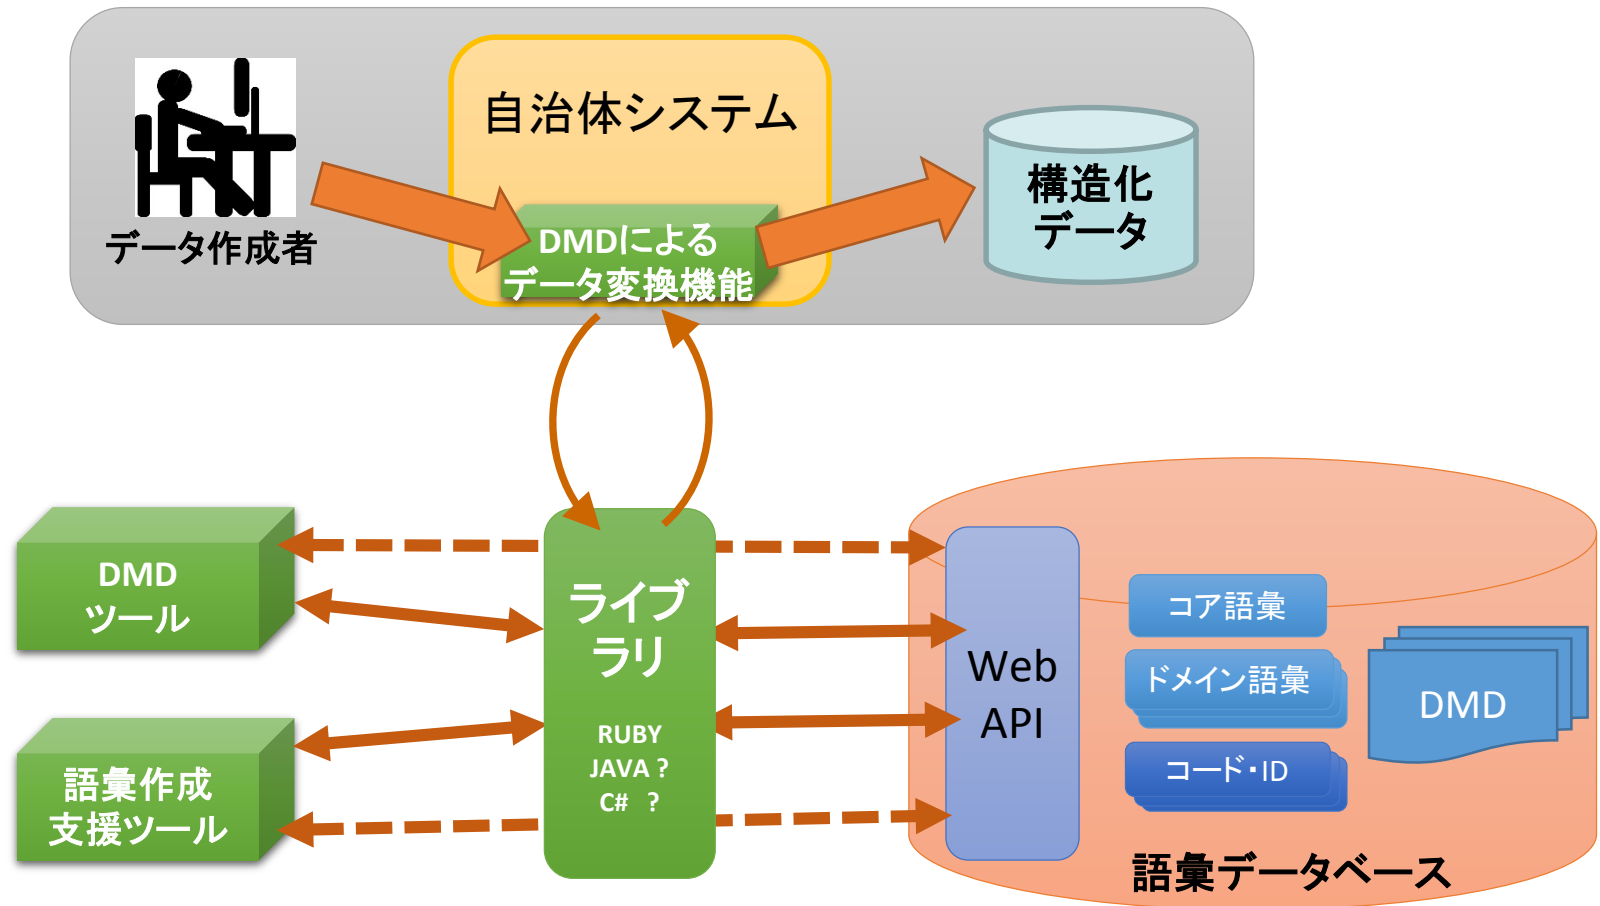 自治体システム
データ作成者
DMDによる
データ変換機能
構造化
データ
DMD
ツール
語彙作成
支援ツール
ライブ
ラリ
RUBY
JAVA ?
C# ?
Web
API
コア語彙
ドメイン語彙
コード・ID
DMD
語彙データベース